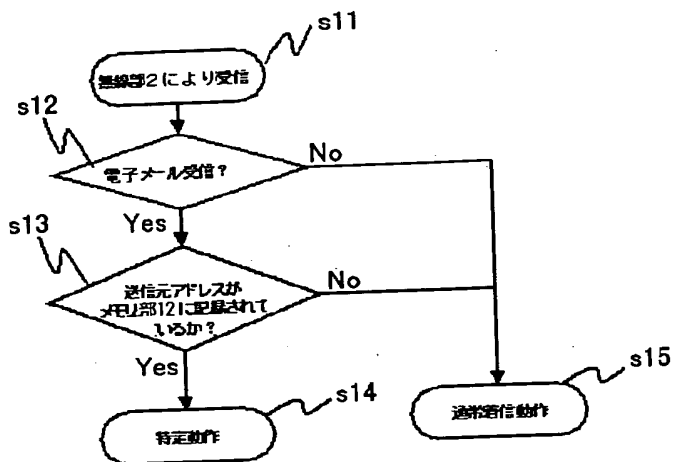 s11
無線部2により受信
s12
電子メール受信?
No
Yes
s13
送信元アドレスが
メモリ部12に記録されて
いるか?
No
Yes
s14
特定動作
s15
通常着信動作